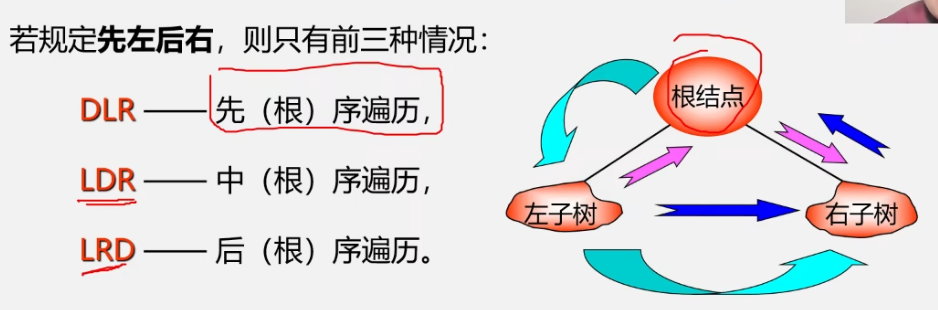 若规定先左后右，则只有前三种情况：
DLR —— 先（根）序遍历，
LDR —— 中（根）序遍历，
LRD —— 后（根）序遍历。
根结点
左子树
右子树